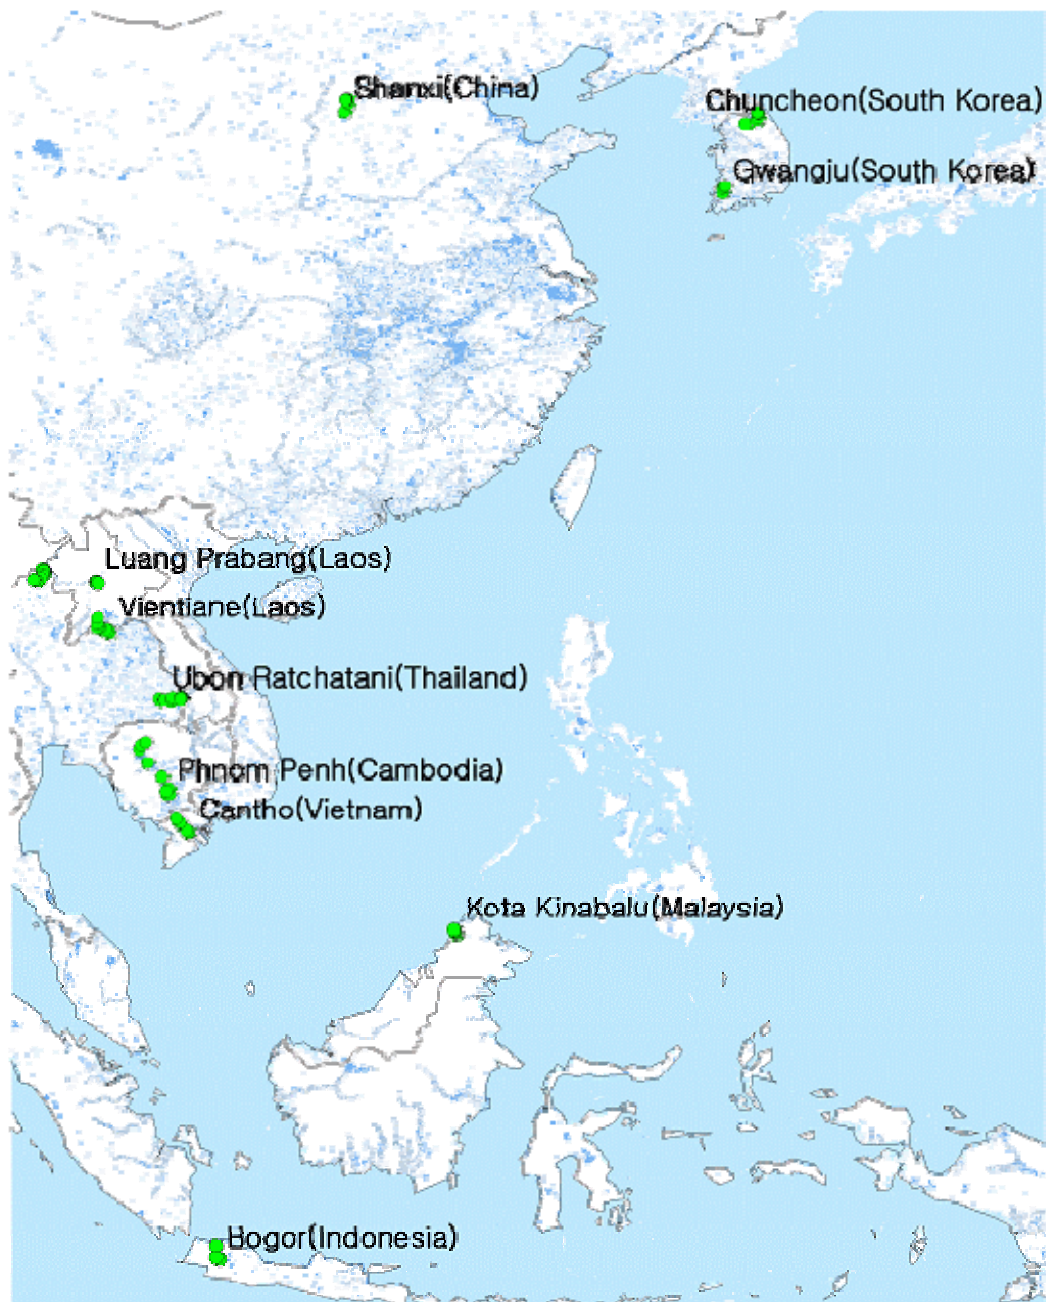 Shanxi(China)
Chuncheon(South Korea)
Gwangju(South Korea)
Luang Prabang(Laos)
Vientiane(Laos)
Ubon Ratchatani(Thailand)
Phnom Penh(Cambodia)
Cantho(Vietnam)
Kota Kinabalu(Malaysia)
Bogor(Indonesia)